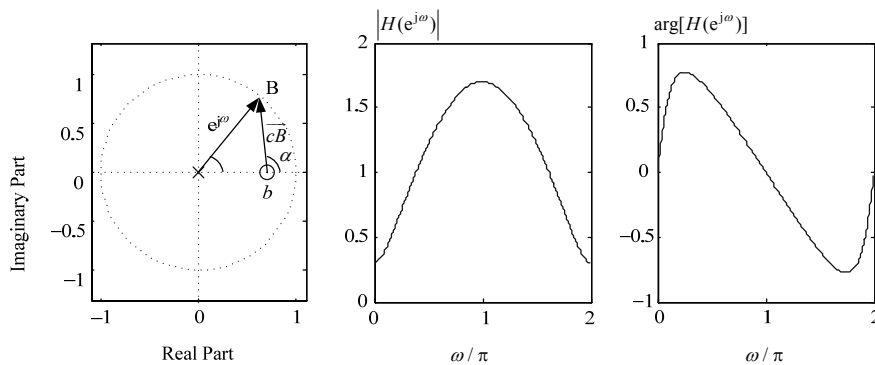 |H(e^{jω})|
arg[H(e^{jω})]
Imaginary Part
1
0.5
0
−0.5
−1
−1
0
1
Real Part
B
e^{jω}
cB
α
b
2
1.5
1
0.5
0
0
1
2
ω / π
1
0.5
0
−0.5
−1
0
1
2
ω / π